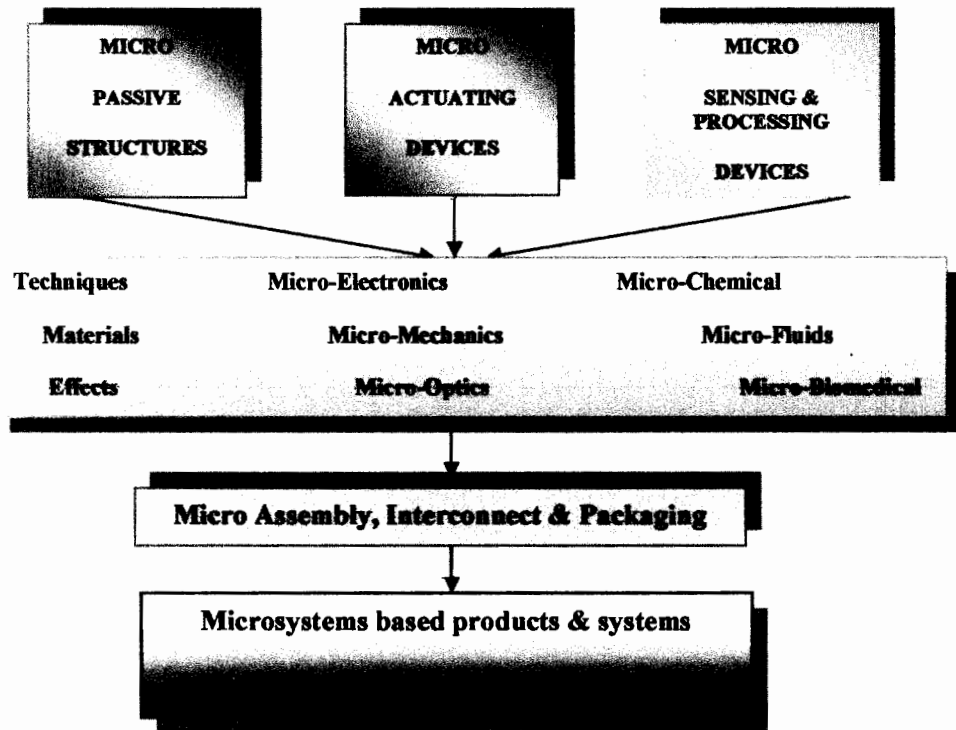 MICRO
PASSIVE
STRUCTURES
MICRO
ACTUATING
DEVICES
MICRO
SENSING &
PROCESSING
DEVICES
Techniques Micro-Electronics Micro-Chemical
Materials Micro-Mechanics Micro-Fluids
Effects Micro-Optics Micro-Biomedical
Micro Assembly, Interconnect & Packaging
Microsystems based products & systems